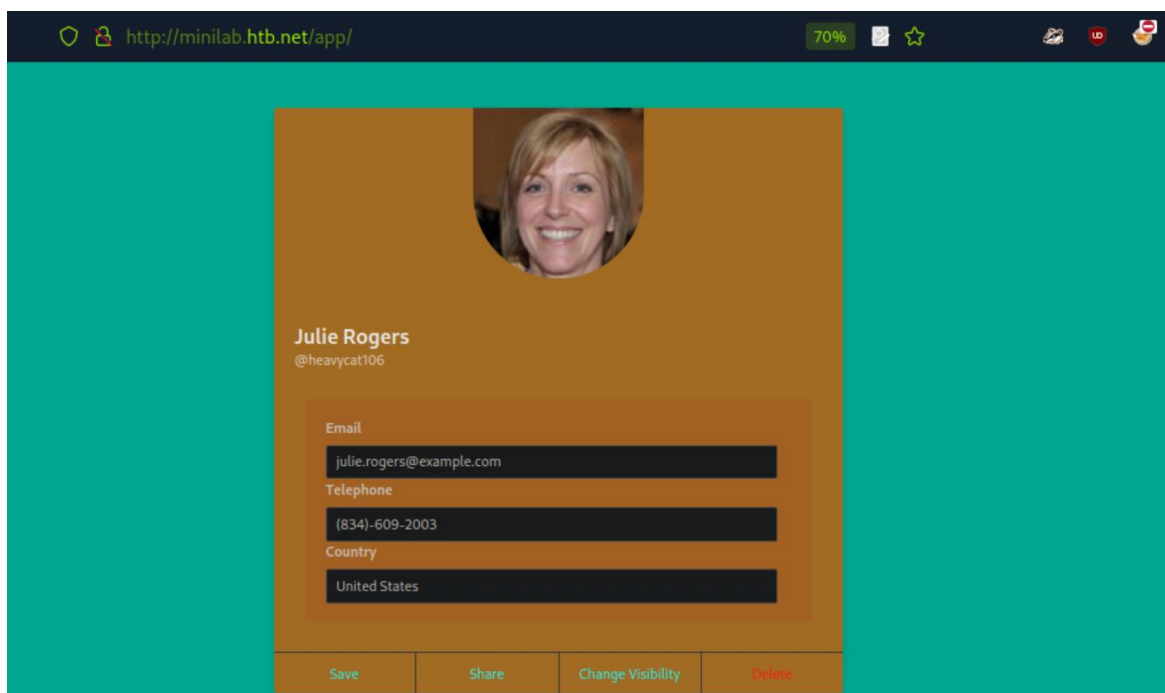 http://minilab.htb.net/app/
70%
Julie Rogers
@heavycat106
Email
julie.rogers@example.com
Telephone
(834)-609-2003
Country
United States
Save
Share
Change Visibility
Delete